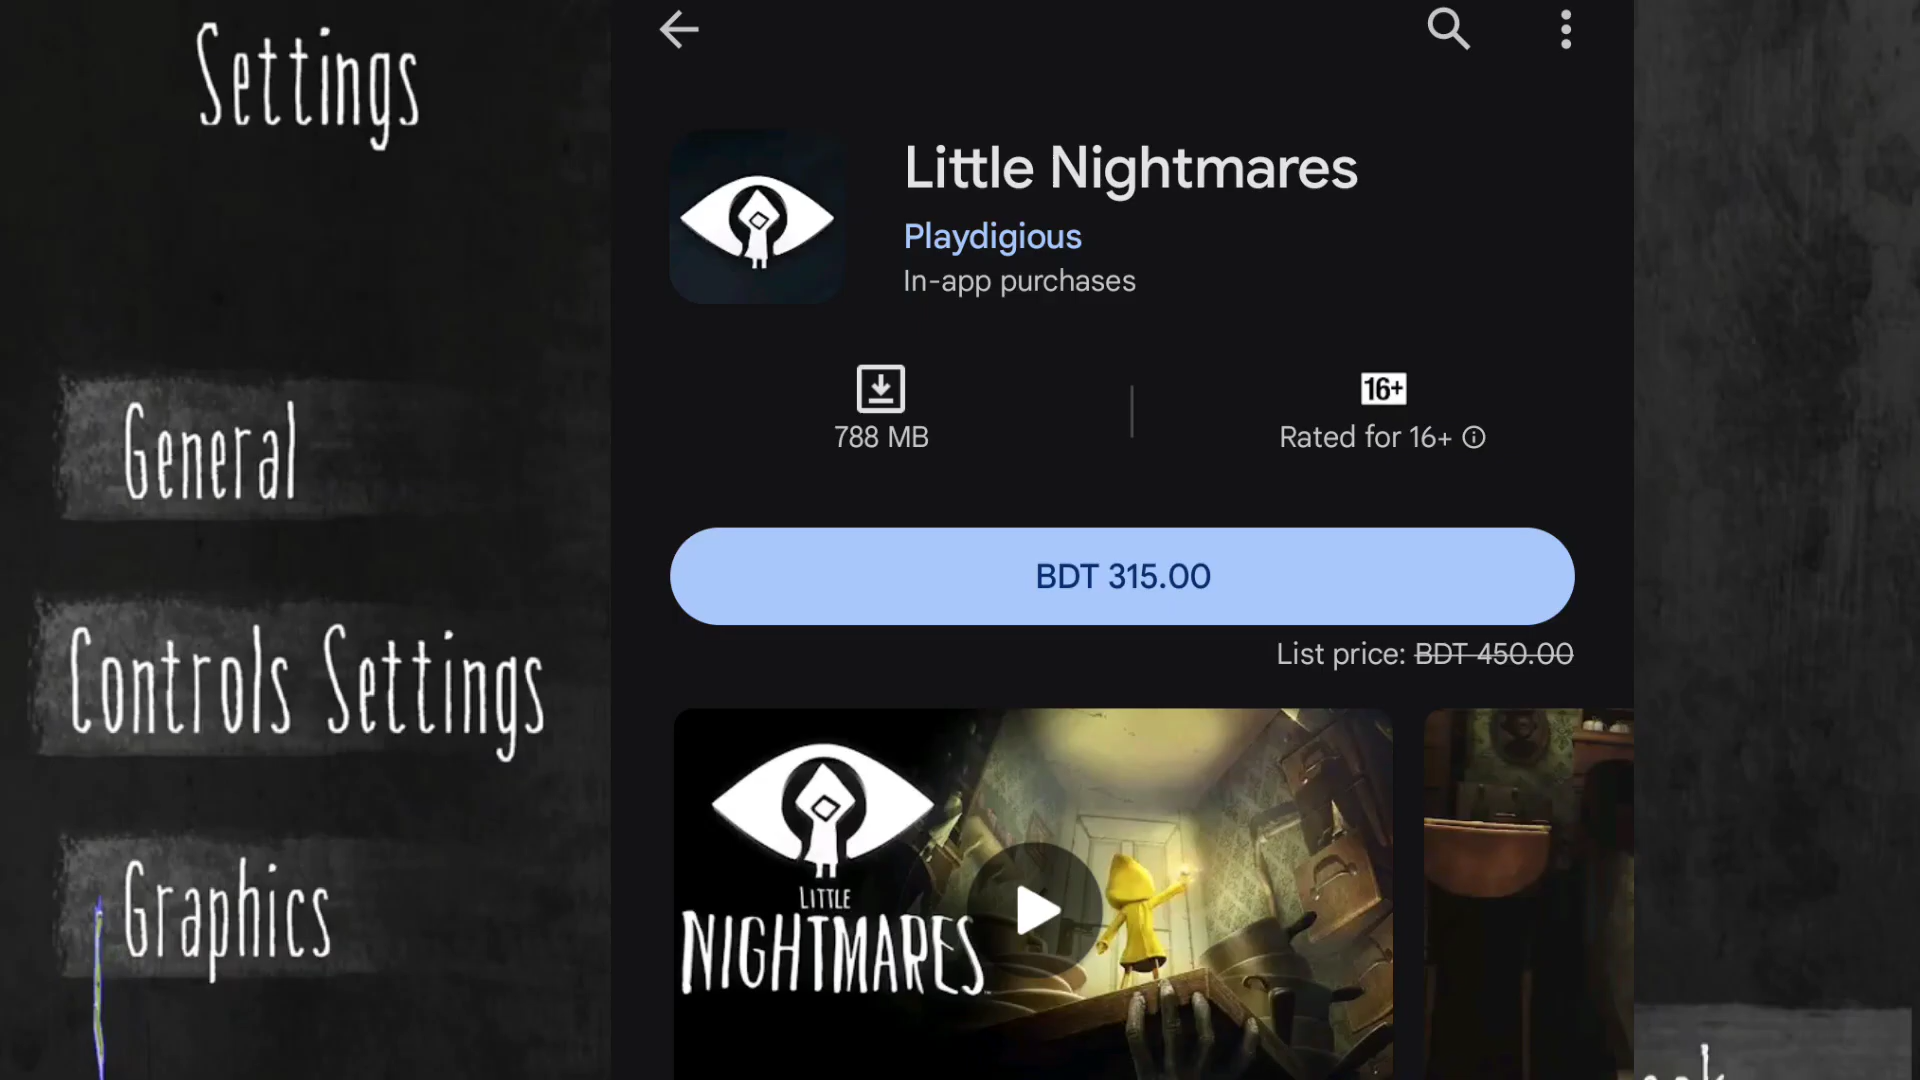 Settings
General
Controls Settings
Graphics
Little Nightmares
Playdigious
In-app purchases
788 MB
16+
Rated for 16+
BDT 315.00
List price: BDT 450.00
LITTLE
NIGHTMARES